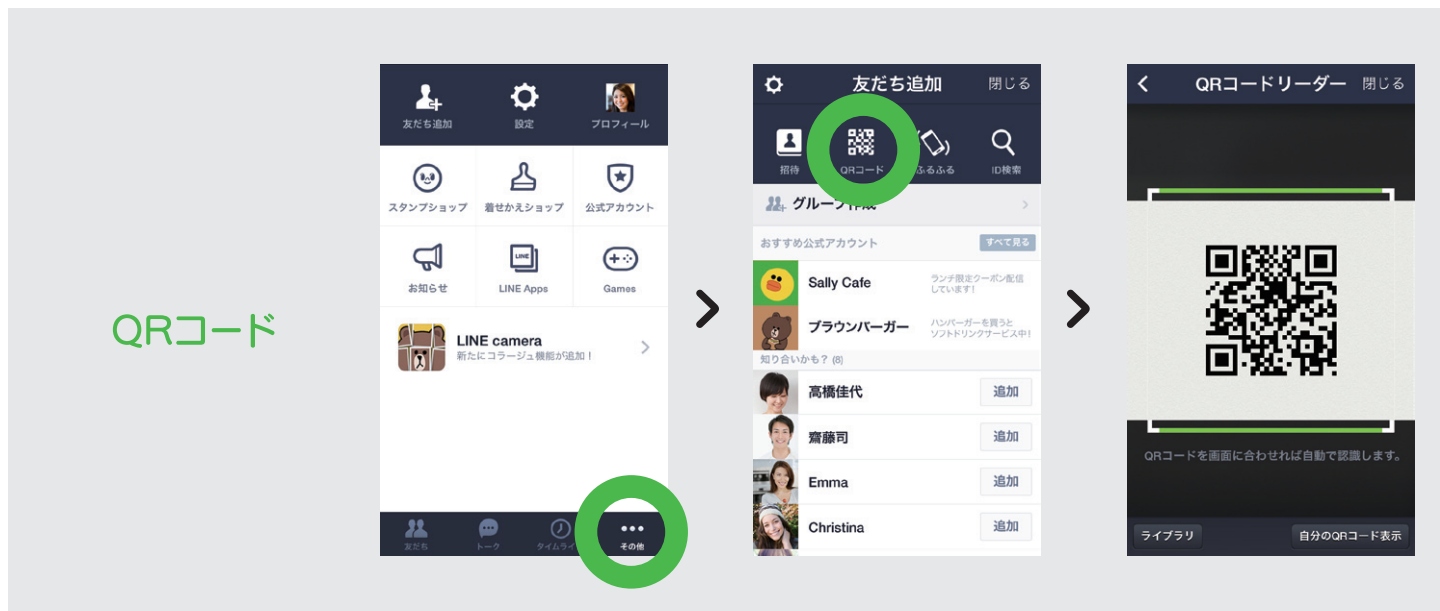 QRコード
友だち追加
設定
プロフィール
スタンプショップ
着せかえショップ
公式アカウント
お知らせ
LINE
LINE Apps
Games
LINE camera
新たにコラージュ機能が追加！
友だち
トーク
タイムライ
その他
友だち追加
閉じる
招待
QRコード
ふるふる
ID検索
グループ作成
おすすめ公式アカウント
すべて見る
Sally Cafe
ランチ限定クーポン配信
しています!
ブラウンバーガー
ハンバーガーを買うと
ソフトドリンクサービス中!
知り合いかも？ (8)
高橋佳代
追加
齋藤司
追加
Emma
追加
Christina
追加
QRコードリーダー
閉じる
QRコードを画面に合わせれば自動で認識します。
ライブラリ
自分のQRコード表示